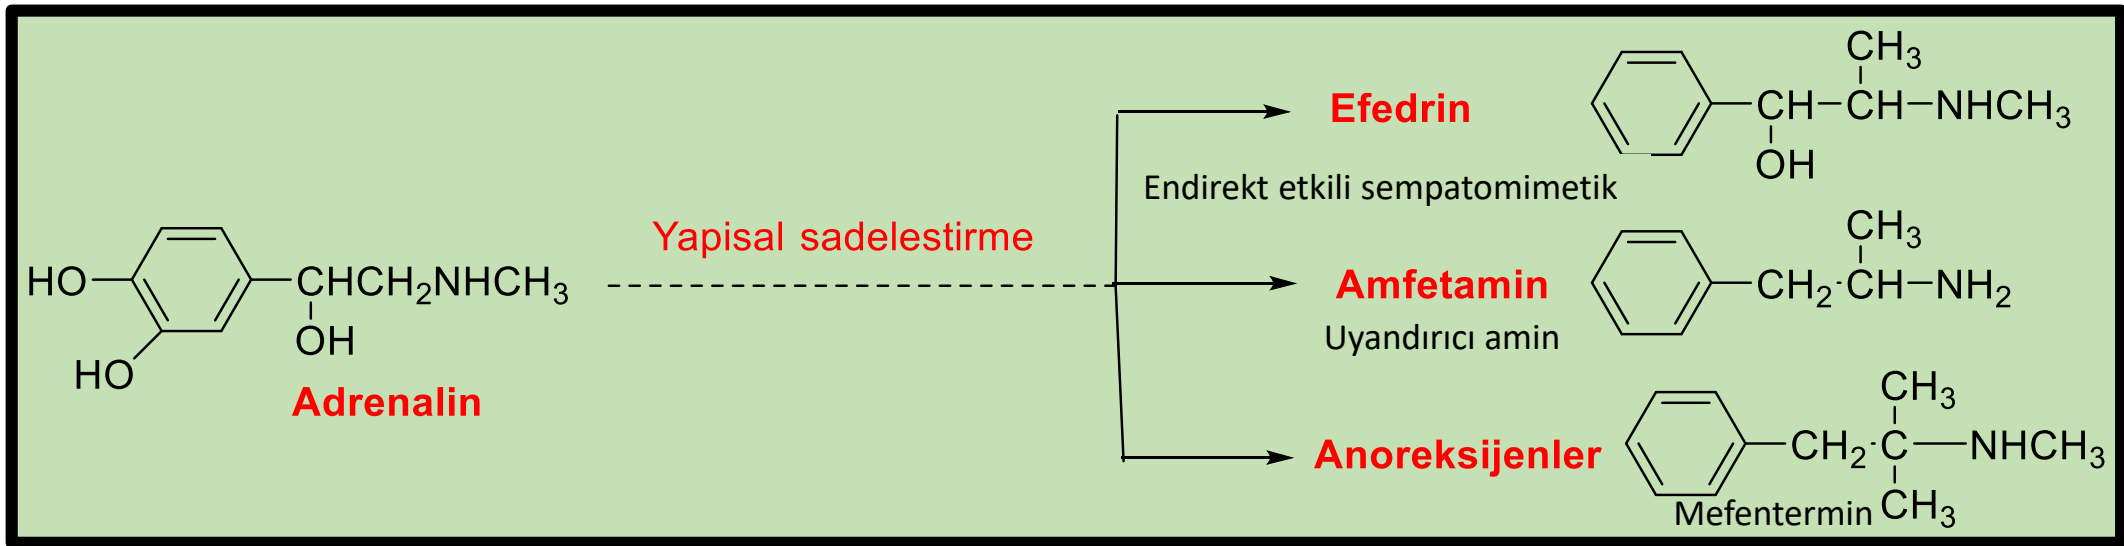 HO
HO
CHCH₂NHCH₃
OH
Adrenalin
Yapisal sadelestirme
Efedrin
CH₃
CH CH NHCH₃
OH
Endirekt etkili sempatomimetik
Amfetamin
Uyandırıcı amin
CH₃
CH₂ CH NH₂
Anoreksijenler
CH₃
CH₂ C NHCH₃
CH₃
Mefentermin